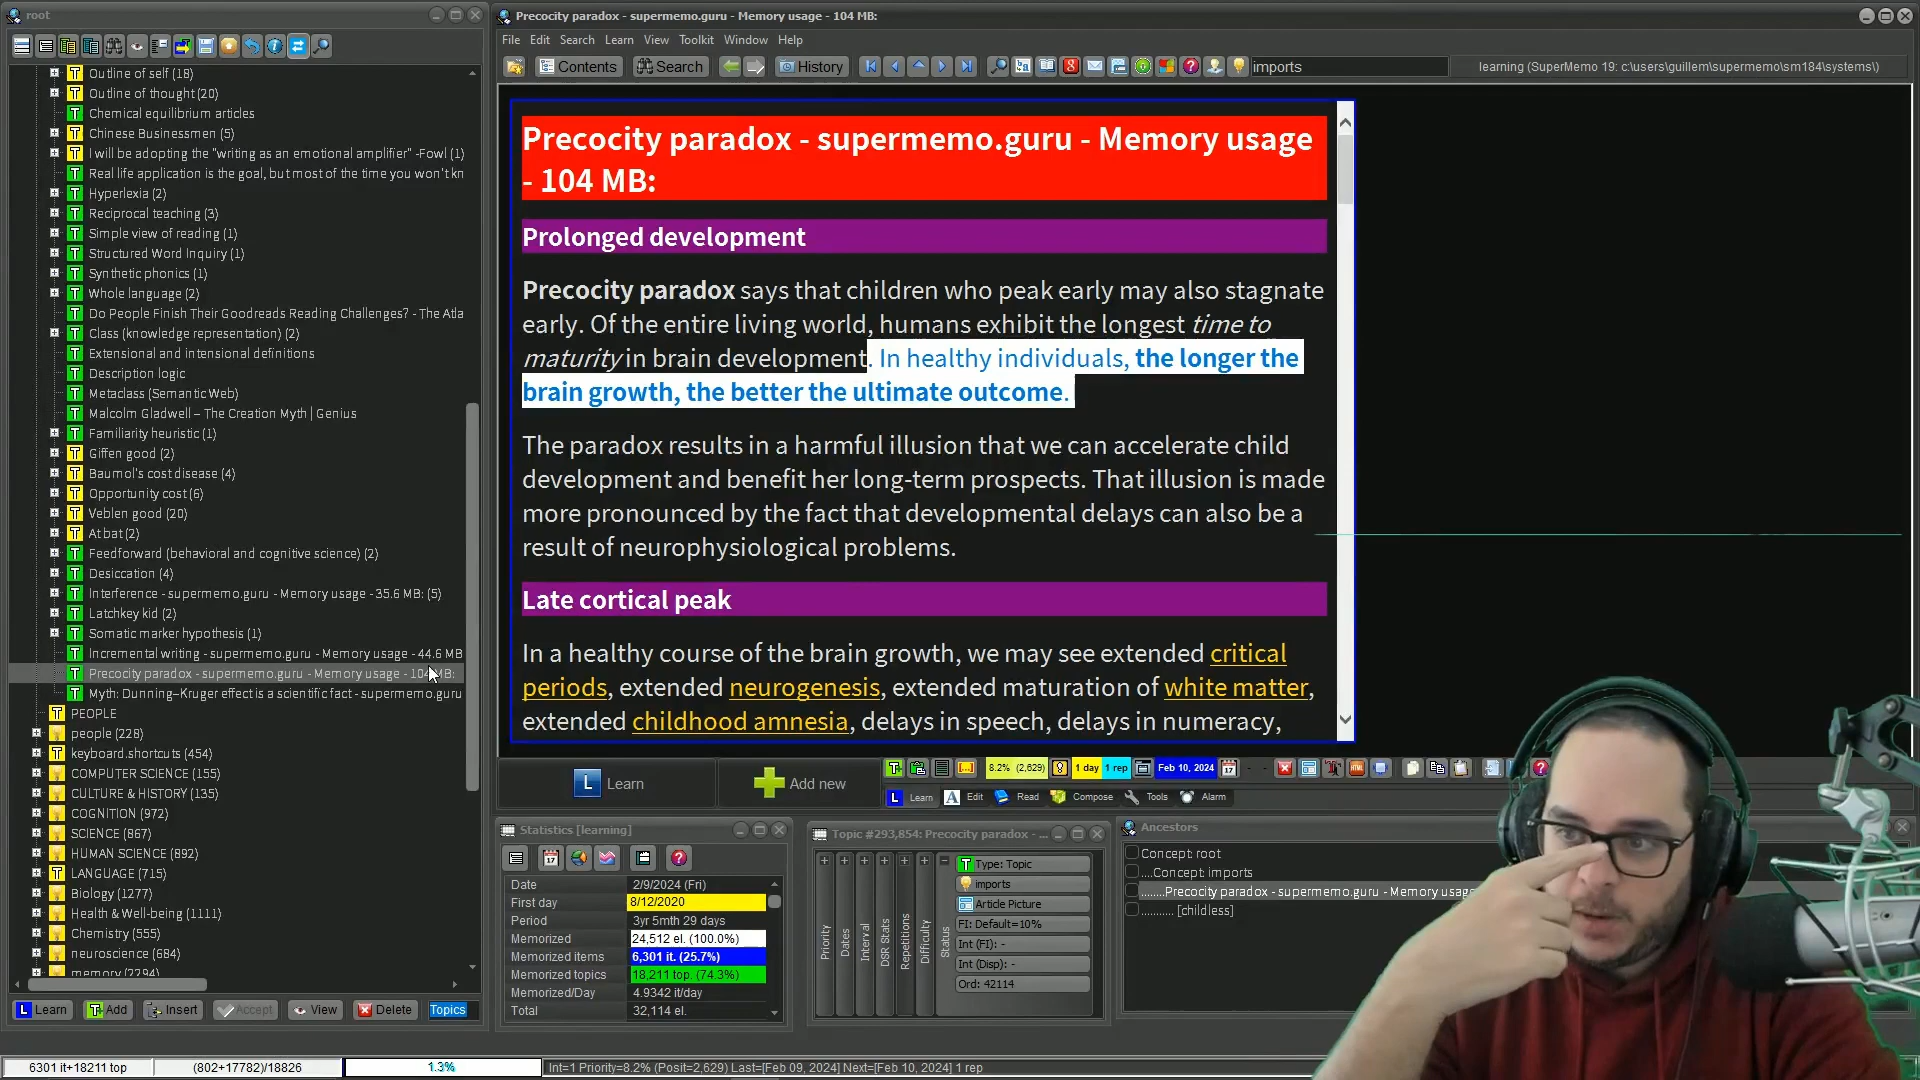 root
Outline of self (18)
Outline of thought (20)
Chemical equilibrium articles
Chinese Businessmen (5)
I will be adopting the "writing as an emotional amplifier" -Fowl (1)
Real life application is the goal, but most of the time you won't kn
Hyperlexia (2)
Reciprocal teaching (3)
Simple view of reading (1)
Structured Word Inquiry (1)
Synthetic phonics (1)
Whole language (2)
Do People Finish Their Goodreads Reading Challenges? - The Atla
Class (knowledge representation) (2)
Extensional and intensional definitions
Description logic
Metaclass (Semantic Web)
Malcolm Gladwell – The Creation Myth | Genius
Familiarity heuristic (1)
Giffen good (2)
Baumol's cost disease (4)
Opportunity cost (6)
Veblen good (20)
At bat (2)
Feedforward (behavioral and cognitive science) (2)
Desiccation (4)
Interference - supermemo.guru - Memory usage - 35.6 MB: (5)
Latchkey kid (2)
Somatic marker hypothesis (1)
Incremental writing - supermemo.guru - Memory usage - 44.6 MB
Precocity paradox - supermemo.guru - Memory usage - 104 MB:
Myth: Dunning–Kruger effect is a scientific fact - supermemo.guru
PEOPLE
people (228)
keyboard.shortcuts (454)
COMPUTER SCIENCE (155)
CULTURE & HISTORY (135)
COGNITION (972)
SCIENCE (867)
HUMAN SCIENCE (892)
LANGUAGE (715)
Biology (1277)
Health & Well-being (1111)
Chemistry (555)
neuroscience (684)
memory (2294)
Learn Add Insert Accept View Delete Topics
6301 it+18211 top (802+17782)/18826 1.3% Int=1 Priority=8.2% (Posit=2,629) Last=[Feb 09, 2024] Next=[Feb 10, 2024] 1 rep
Precocity paradox - supermemo.guru - Memory usage - 104 MB:
File Edit Search Learn View Toolkit Window Help
Contents Search History imports learning (SuperMemo 19: c:\users\guillem\supermemo\sm184\systems\)
Precocity paradox - supermemo.guru - Memory usage
- 104 MB:
Prolonged development
Precocity paradox says that children who peak early may also stagnate
early. Of the entire living world, humans exhibit the longest time to
maturity in brain development. In healthy individuals, the longer the
brain growth, the better the ultimate outcome.
The paradox results in a harmful illusion that we can accelerate child
development and benefit her long-term prospects. That illusion is made
more pronounced by the fact that developmental delays can also be a
result of neurophysiological problems.
Late cortical peak
In a healthy course of the brain growth, we may see extended critical
periods, extended neurogenesis, extended maturation of white matter,
extended childhood amnesia, delays in speech, delays in numeracy,
L Learn Add new
8.2% (2,629) 1 day 1 rep Feb 10, 2024
L Learn A Edit Read Compose Tools Alarm
Statistics [learning]
Date 2/9/2024 (Fri)
First day 8/12/2020
Period 3yr 5mth 29 days
Memorized 24,512 el. (100.0%)
Memorized items 6,301 it. (25.7%)
Memorized topics 18,211 top. (74.3%)
Memorized/Day 4.9342 it/day
Total 32,114 el.
Topic #293,854: Precocity paradox - ...
Priority
Dates
Interval
DSR Stats
Repetitions
Difficulty
Status
Type: Topic
imports
Article Picture
FI: Default=10%
Int (FI): -
Int (Disp): -
Ord: 42114
Ancestors
Concept: root
....Concept: imports
........Precocity paradox - supermemo.guru - Memory usage
............ [childless]